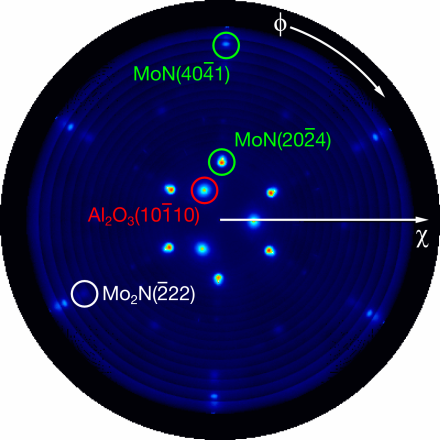 ϕ
MoN(404̄1)
MoN(202̄4)
Al₂O₃(101̄10)
χ
Mo₂N(2̄22)